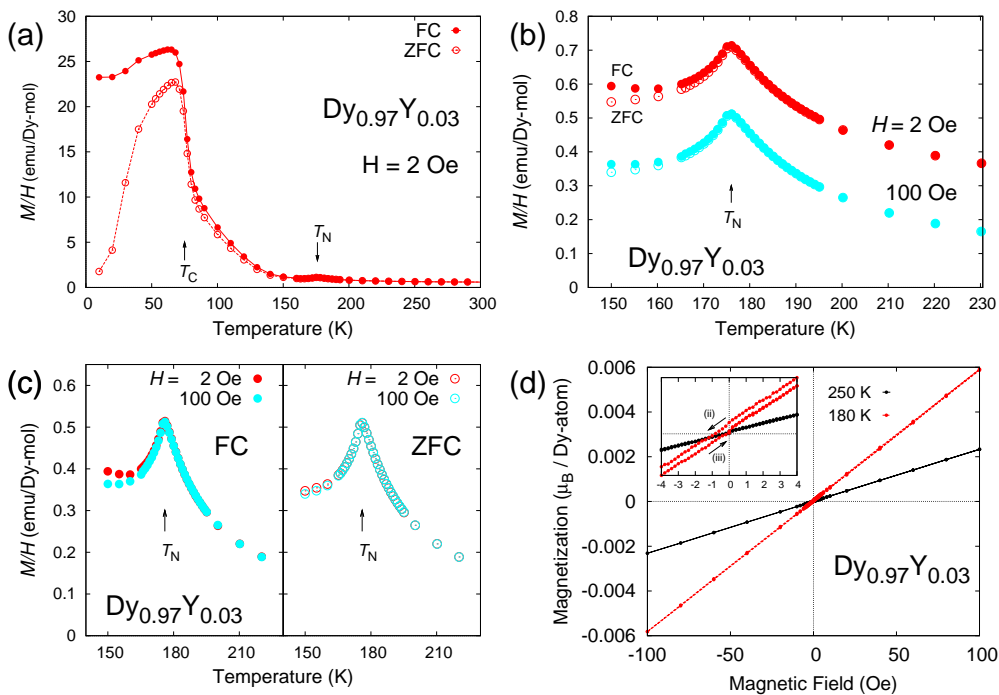 (a)
30
25
20
15
10
5
0
M/H (emu/Dy-mol)
FC
ZFC
Dy0.97Y0.03
H = 2 Oe
TC
TN
0 50 100 150 200 250 300
Temperature (K)
(b)
0.8
0.7
0.6
0.5
0.4
0.3
0.2
0.1
0
M/H (emu/Dy-mol)
FC
ZFC
H = 2 Oe
100 Oe
TN
Dy0.97Y0.03
150 160 170 180 190 200 210 220 230
Temperature (K)
(c)
0.6
0.5
0.4
0.3
0.2
0.1
0
M/H (emu/Dy-mol)
H = 2 Oe
100 Oe
FC
TN
Dy0.97Y0.03
H = 2 Oe
100 Oe
ZFC
TN
150 180 210 150 180 210
Temperature (K)
(d)
0.006
0.004
0.002
0
-0.002
-0.004
-0.006
Magnetization (μB / Dy-atom)
250 K
180 K
(ii)
(iii)
-4 -3 -2 -1 0 1 2 3 4
Dy0.97Y0.03
-100 -50 0 50 100
Magnetic Field (Oe)